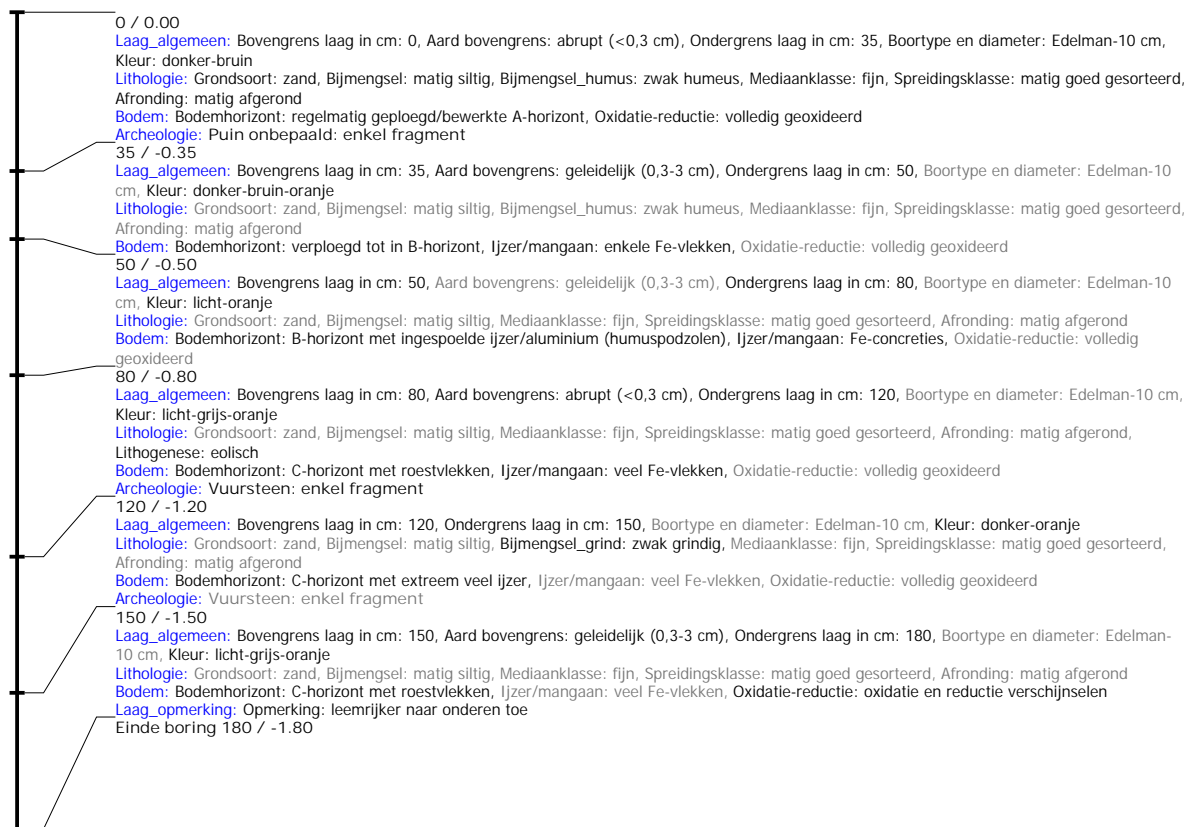 0 / 0.00
Laag_algemeen: Bovengrens laag in cm: 0, Aard bovengrens: abrupt (<0,3 cm), Ondergrens laag in cm: 35, Boortype en diameter: Edelman-10 cm,
Kleur: donker-bruin
Lithologie: Grondsoort: zand, Bijmengsel: matig siltig, Bijmengsel_humus: zwak humeus, Mediaanklasse: fijn, Spreidingsklasse: matig goed gesorteerd,
Afronding: matig afgerond
Bodem: Bodemhorizont: regelmatig geploegd/bewerkte A-horizont, Oxidatie-reductie: volledig geoxideerd
Archeologie: Puin onbepaald: enkel fragment
35 / -0.35
Laag_algemeen: Bovengrens laag in cm: 35, Aard bovengrens: geleidelijk (0,3-3 cm), Ondergrens laag in cm: 50, Boortype en diameter: Edelman-10
cm, Kleur: donker-bruin-oranje
Lithologie: Grondsoort: zand, Bijmengsel: matig siltig, Bijmengsel_humus: zwak humeus, Mediaanklasse: fijn, Spreidingsklasse: matig goed gesorteerd,
Afronding: matig afgerond
Bodem: Bodemhorizont: verploegd tot in B-horizont, Ijzer/mangaan: enkele Fe-vlekken, Oxidatie-reductie: volledig geoxideerd
50 / -0.50
Laag_algemeen: Bovengrens laag in cm: 50, Aard bovengrens: geleidelijk (0,3-3 cm), Ondergrens laag in cm: 80, Boortype en diameter: Edelman-10
cm, Kleur: licht-oranje
Lithologie: Grondsoort: zand, Bijmengsel: matig siltig, Mediaanklasse: fijn, Spreidingsklasse: matig goed gesorteerd, Afronding: matig afgerond
Bodem: Bodemhorizont: B-horizont met ingespoelde ijzer/aluminium (humuspodzolen), Ijzer/mangaan: Fe-concreties, Oxidatie-reductie: volledig
geoxideerd
80 / -0.80
Laag_algemeen: Bovengrens laag in cm: 80, Aard bovengrens: abrupt (<0,3 cm), Ondergrens laag in cm: 120, Boortype en diameter: Edelman-10 cm,
Kleur: licht-grijs-oranje
Lithologie: Grondsoort: zand, Bijmengsel: matig siltig, Mediaanklasse: fijn, Spreidingsklasse: matig goed gesorteerd, Afronding: matig afgerond,
Lithogenese: eolisch
Bodem: Bodemhorizont: C-horizont met roestvlekken, Ijzer/mangaan: veel Fe-vlekken, Oxidatie-reductie: volledig geoxideerd
Archeologie: Vuursteen: enkel fragment
120 / -1.20
Laag_algemeen: Bovengrens laag in cm: 120, Ondergrens laag in cm: 150, Boortype en diameter: Edelman-10 cm, Kleur: donker-oranje
Lithologie: Grondsoort: zand, Bijmengsel: matig siltig, Bijmengsel_grind: zwak grindig, Mediaanklasse: fijn, Spreidingsklasse: matig goed gesorteerd,
Afronding: matig afgerond
Bodem: Bodemhorizont: C-horizont met extreem veel ijzer, Ijzer/mangaan: veel Fe-vlekken, Oxidatie-reductie: volledig geoxideerd
Archeologie: Vuursteen: enkel fragment
150 / -1.50
Laag_algemeen: Bovengrens laag in cm: 150, Aard bovengrens: geleidelijk (0,3-3 cm), Ondergrens laag in cm: 180, Boortype en diameter: Edelman-
10 cm, Kleur: licht-grijs-oranje
Lithologie: Grondsoort: zand, Bijmengsel: matig siltig, Mediaanklasse: fijn, Spreidingsklasse: matig goed gesorteerd, Afronding: matig afgerond
Bodem: Bodemhorizont: C-horizont met roestvlekken, Ijzer/mangaan: veel Fe-vlekken, Oxidatie-reductie: oxidatie en reductie verschijnselen
Laag_opmerking: Opmerking: leemrijker naar onderen toe
Einde boring 180 / -1.80